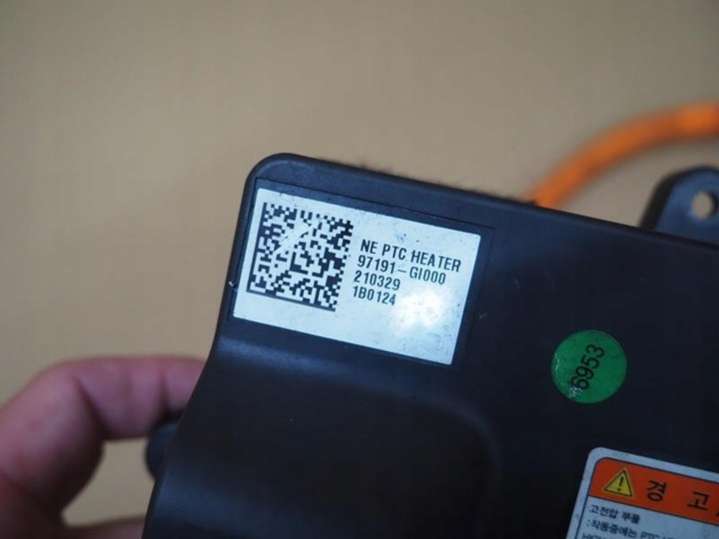 NE PTC HEATER
97191-GI000
210329
1B0124
6953
경 고
고전압 부품